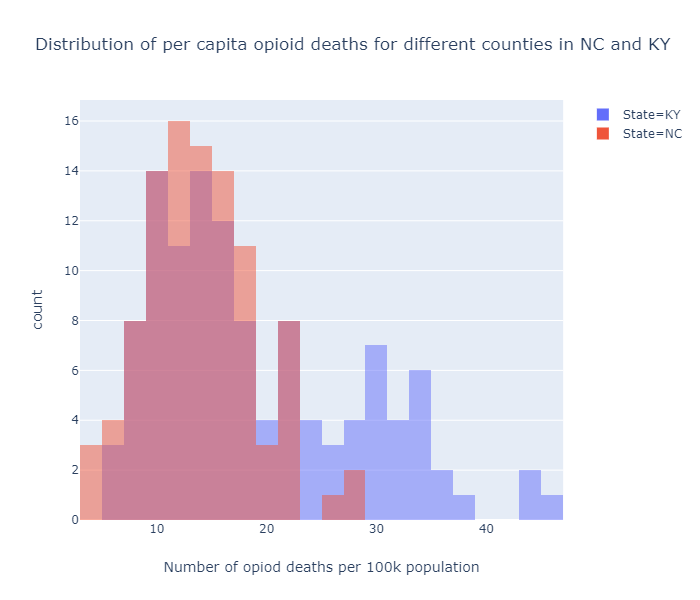 Distribution of per capita opioid deaths for different counties in NC and KY
State=KY
State=NC
16
14
12
10
8
6
4
2
0
count
10 20 30 40
Number of opiod deaths per 100k population